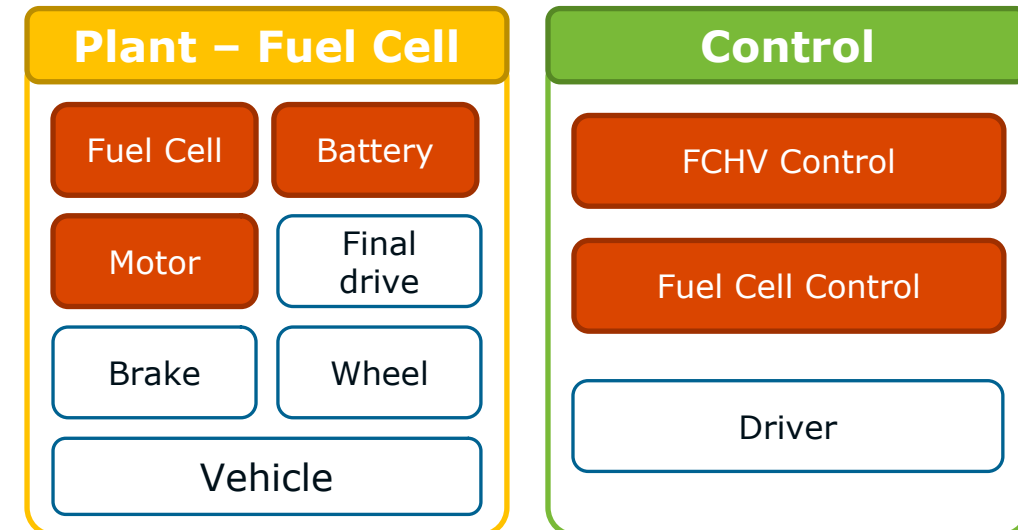 Plant – Fuel Cell
Fuel Cell
Battery
Motor
Final
drive
Brake
Wheel
Vehicle
Control
FCHV Control
Fuel Cell Control
Driver